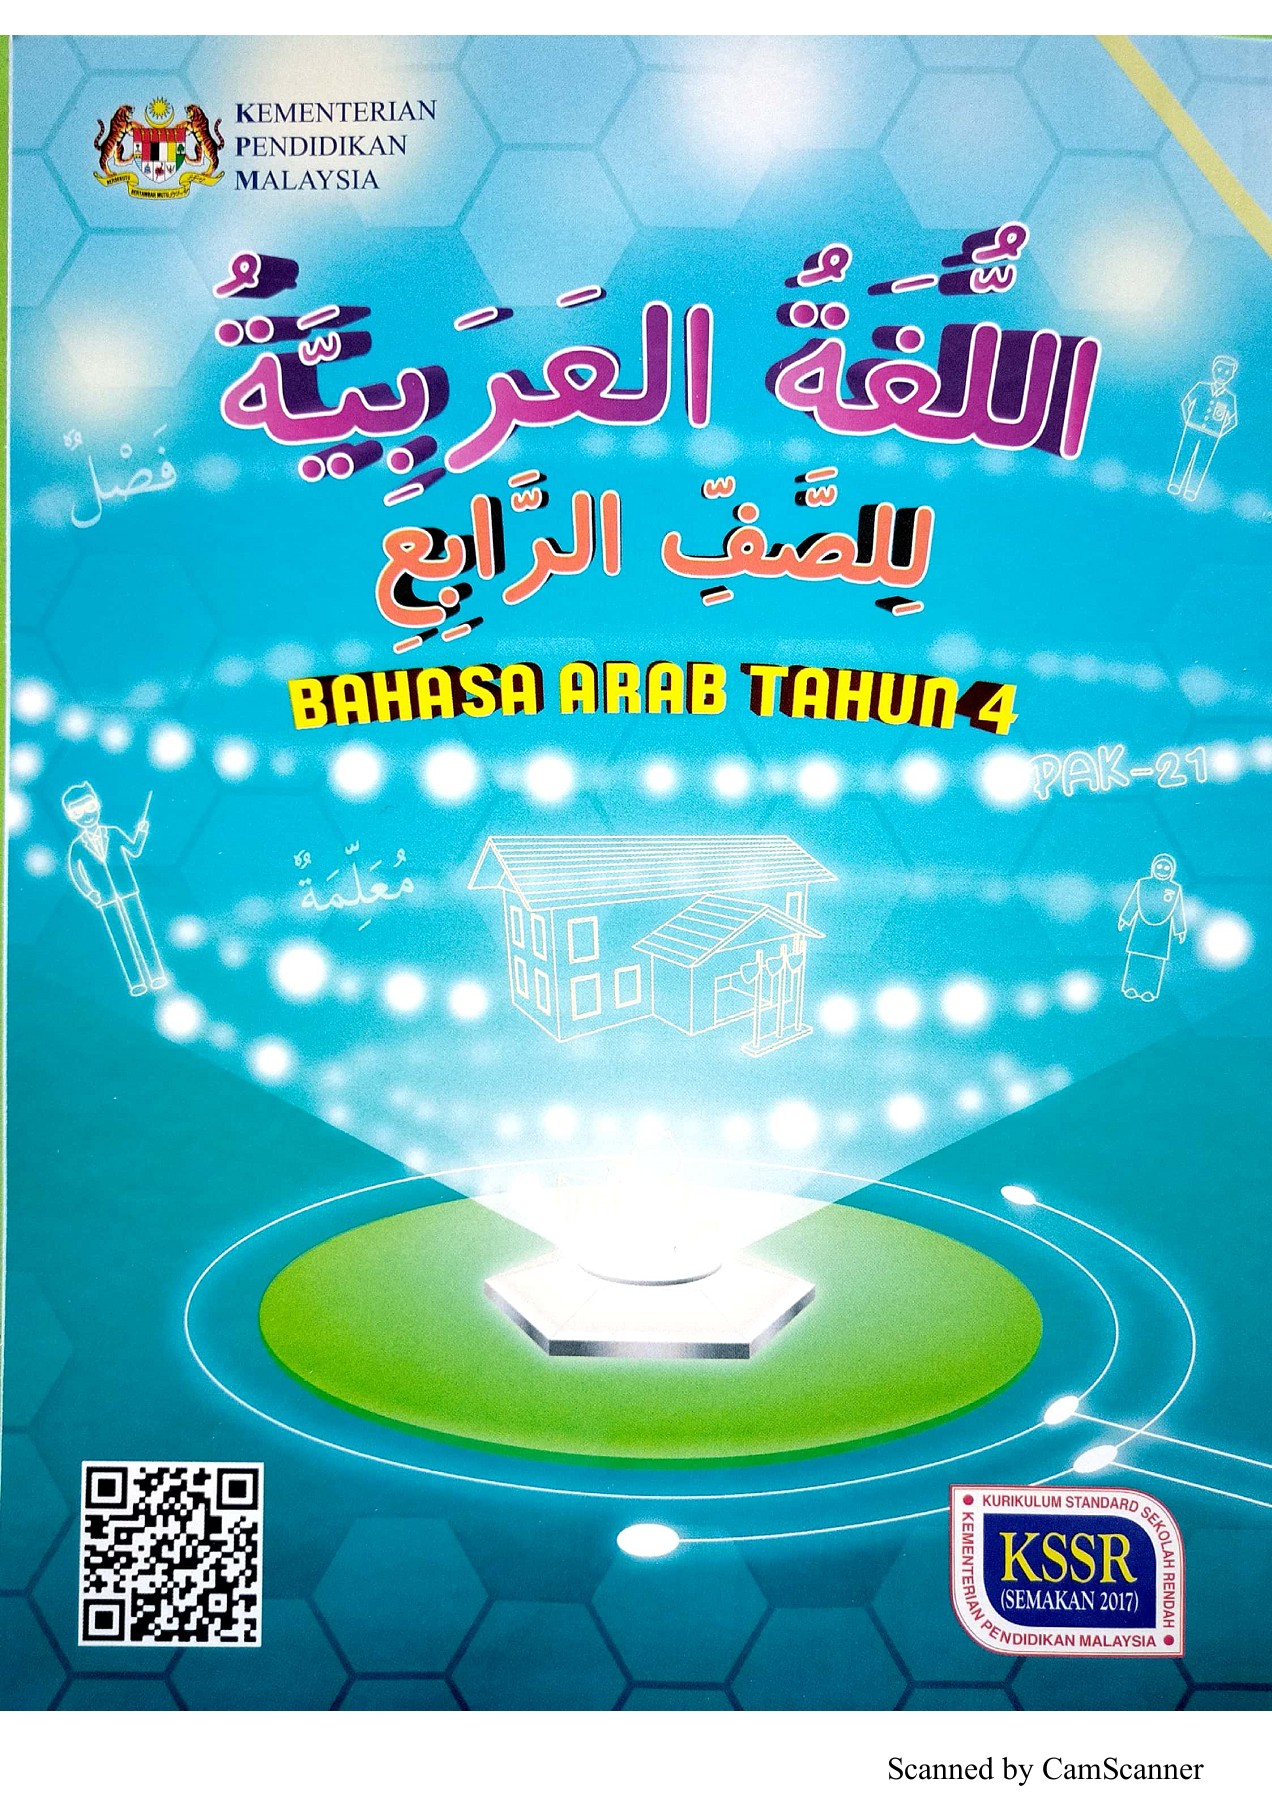 KEMENTERIAN
PENDIDIKAN
MALAYSIA
اللُّغَةُ العَرَبِيَّةُ
لِلصَّفِّ الرَّابِعِ
BAHASA ARAB TAHUN 4
فَصْلٌ
PAK-21
مُعَلِّمَةٌ
KURIKULUM STANDARD SEKOLAH RENDAH
KSSR
(SEMAKAN 2017)
KEMENTERIAN PENDIDIKAN MALAYSIA
Scanned by CamScanner